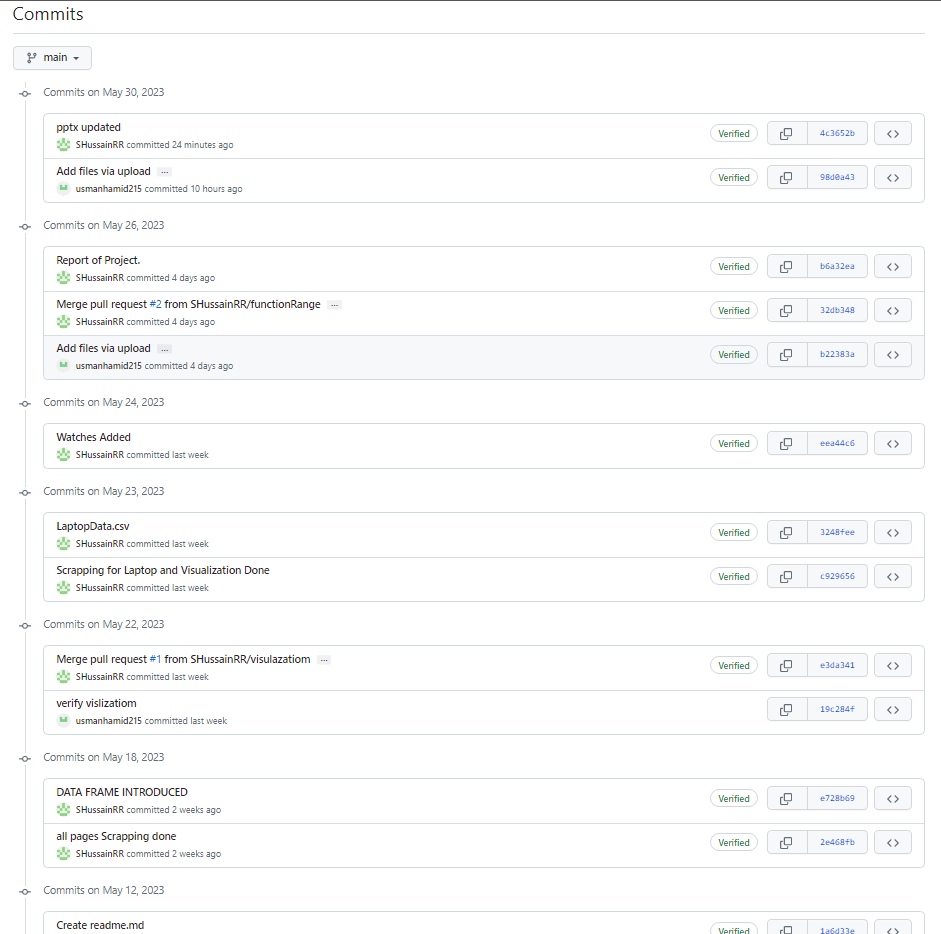 Commits
main
Commits on May 30, 2023
pptx updated
SHussainRR committed 24 minutes ago
Verified
4c3652b
Add files via upload ...
usmanhamid215 committed 10 hours ago
Verified
98d0a43
Commits on May 26, 2023
Report of Project.
SHussainRR committed 4 days ago
Verified
b6a32ea
Merge pull request #2 from SHussainRR/functionRange ...
SHussainRR committed 4 days ago
Verified
32db348
Add files via upload ...
usmanhamid215 committed 4 days ago
Verified
b22383a
Commits on May 24, 2023
Watches Added
SHussainRR committed last week
Verified
eea44c6
Commits on May 23, 2023
LaptopData.csv
SHussainRR committed last week
Verified
3248fee
Scrapping for Laptop and Visualization Done
SHussainRR committed last week
Verified
c929656
Commits on May 22, 2023
Merge pull request #1 from SHussainRR/visulazatiom ...
SHussainRR committed last week
Verified
e3da341
verify vislizatiom
usmanhamid215 committed last week
19c284f
Commits on May 18, 2023
DATA FRAME INTRODUCED
SHussainRR committed 2 weeks ago
Verified
e728b69
all pages Scrapping done
SHussainRR committed 2 weeks ago
Verified
2e468fb
Commits on May 12, 2023
Create readme.md
Verified
1a6d33e